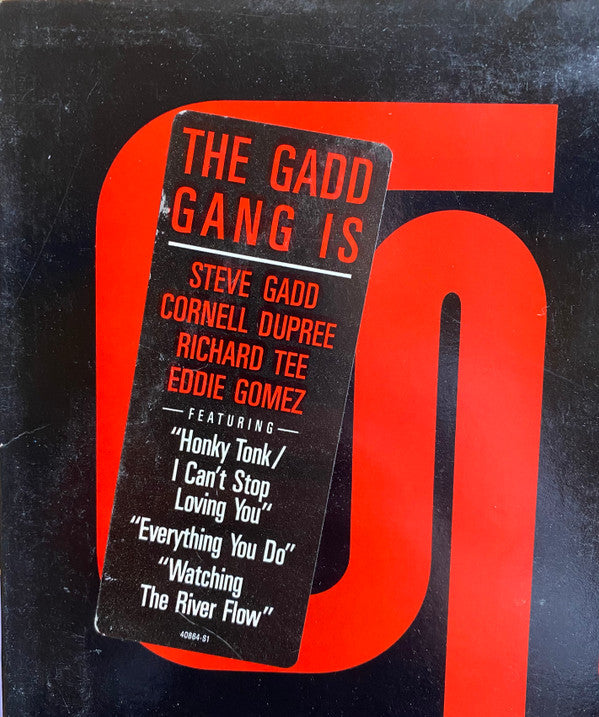 THE GADD
GANG IS
STEVE GADD
CORNELL DUPREE
RICHARD TEE
EDDIE GOMEZ
—FEATURING—
"Honky Tonk/
I Can't Stop
Loving You"
"Everything You Do"
"Watching
The River Flow"
40864-S1